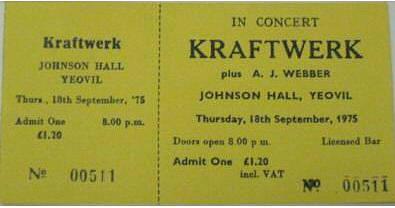 Kraftwerk
JOHNSON HALL
YEOVIL
Thurs., 18th September, '75
Admit One 8.00 p.m.
£1.20
No 00511
IN CONCERT
KRAFTWERK
plus A. J. WEBBER
JOHNSON HALL, YEOVIL
Thursday, 18th September, 1975
Doors open 8.00 p.m. Licensed Bar
Admit One £1.20
incl. VAT
No 00511